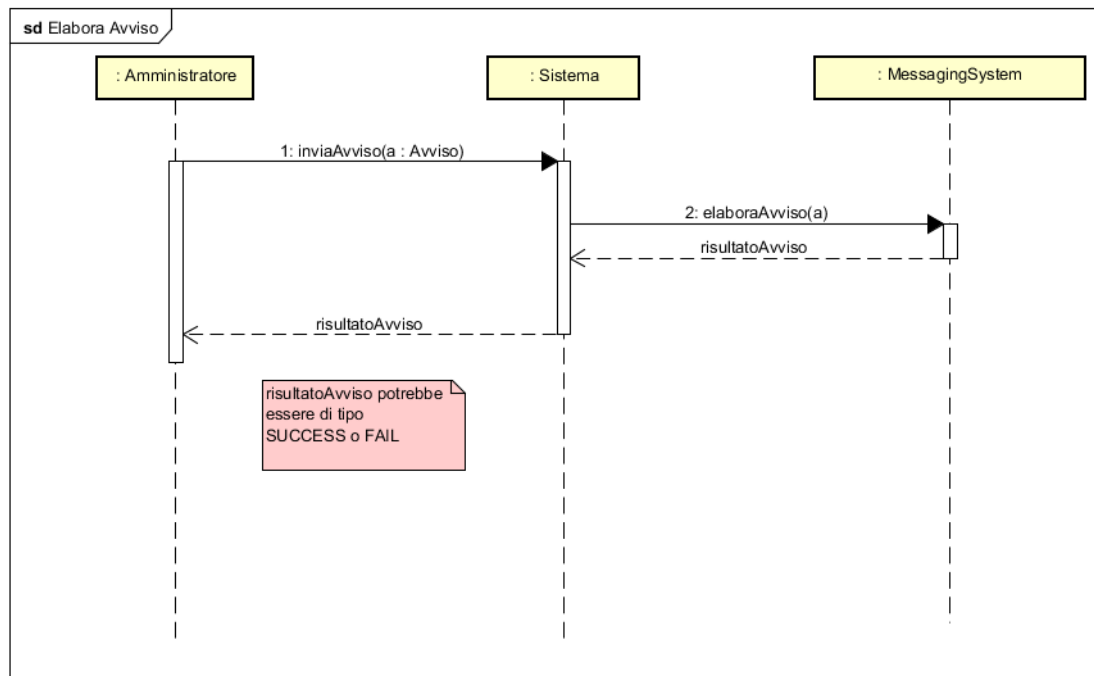 sd Elabora Avviso
: Amministratore
: Sistema
: MessagingSystem
1: inviaAvviso(a : Avviso)
2: elaboraAvviso(a)
risultatoAvviso
risultatoAvviso
risultatoAvviso potrebbe
essere di tipo
SUCCESS o FAIL